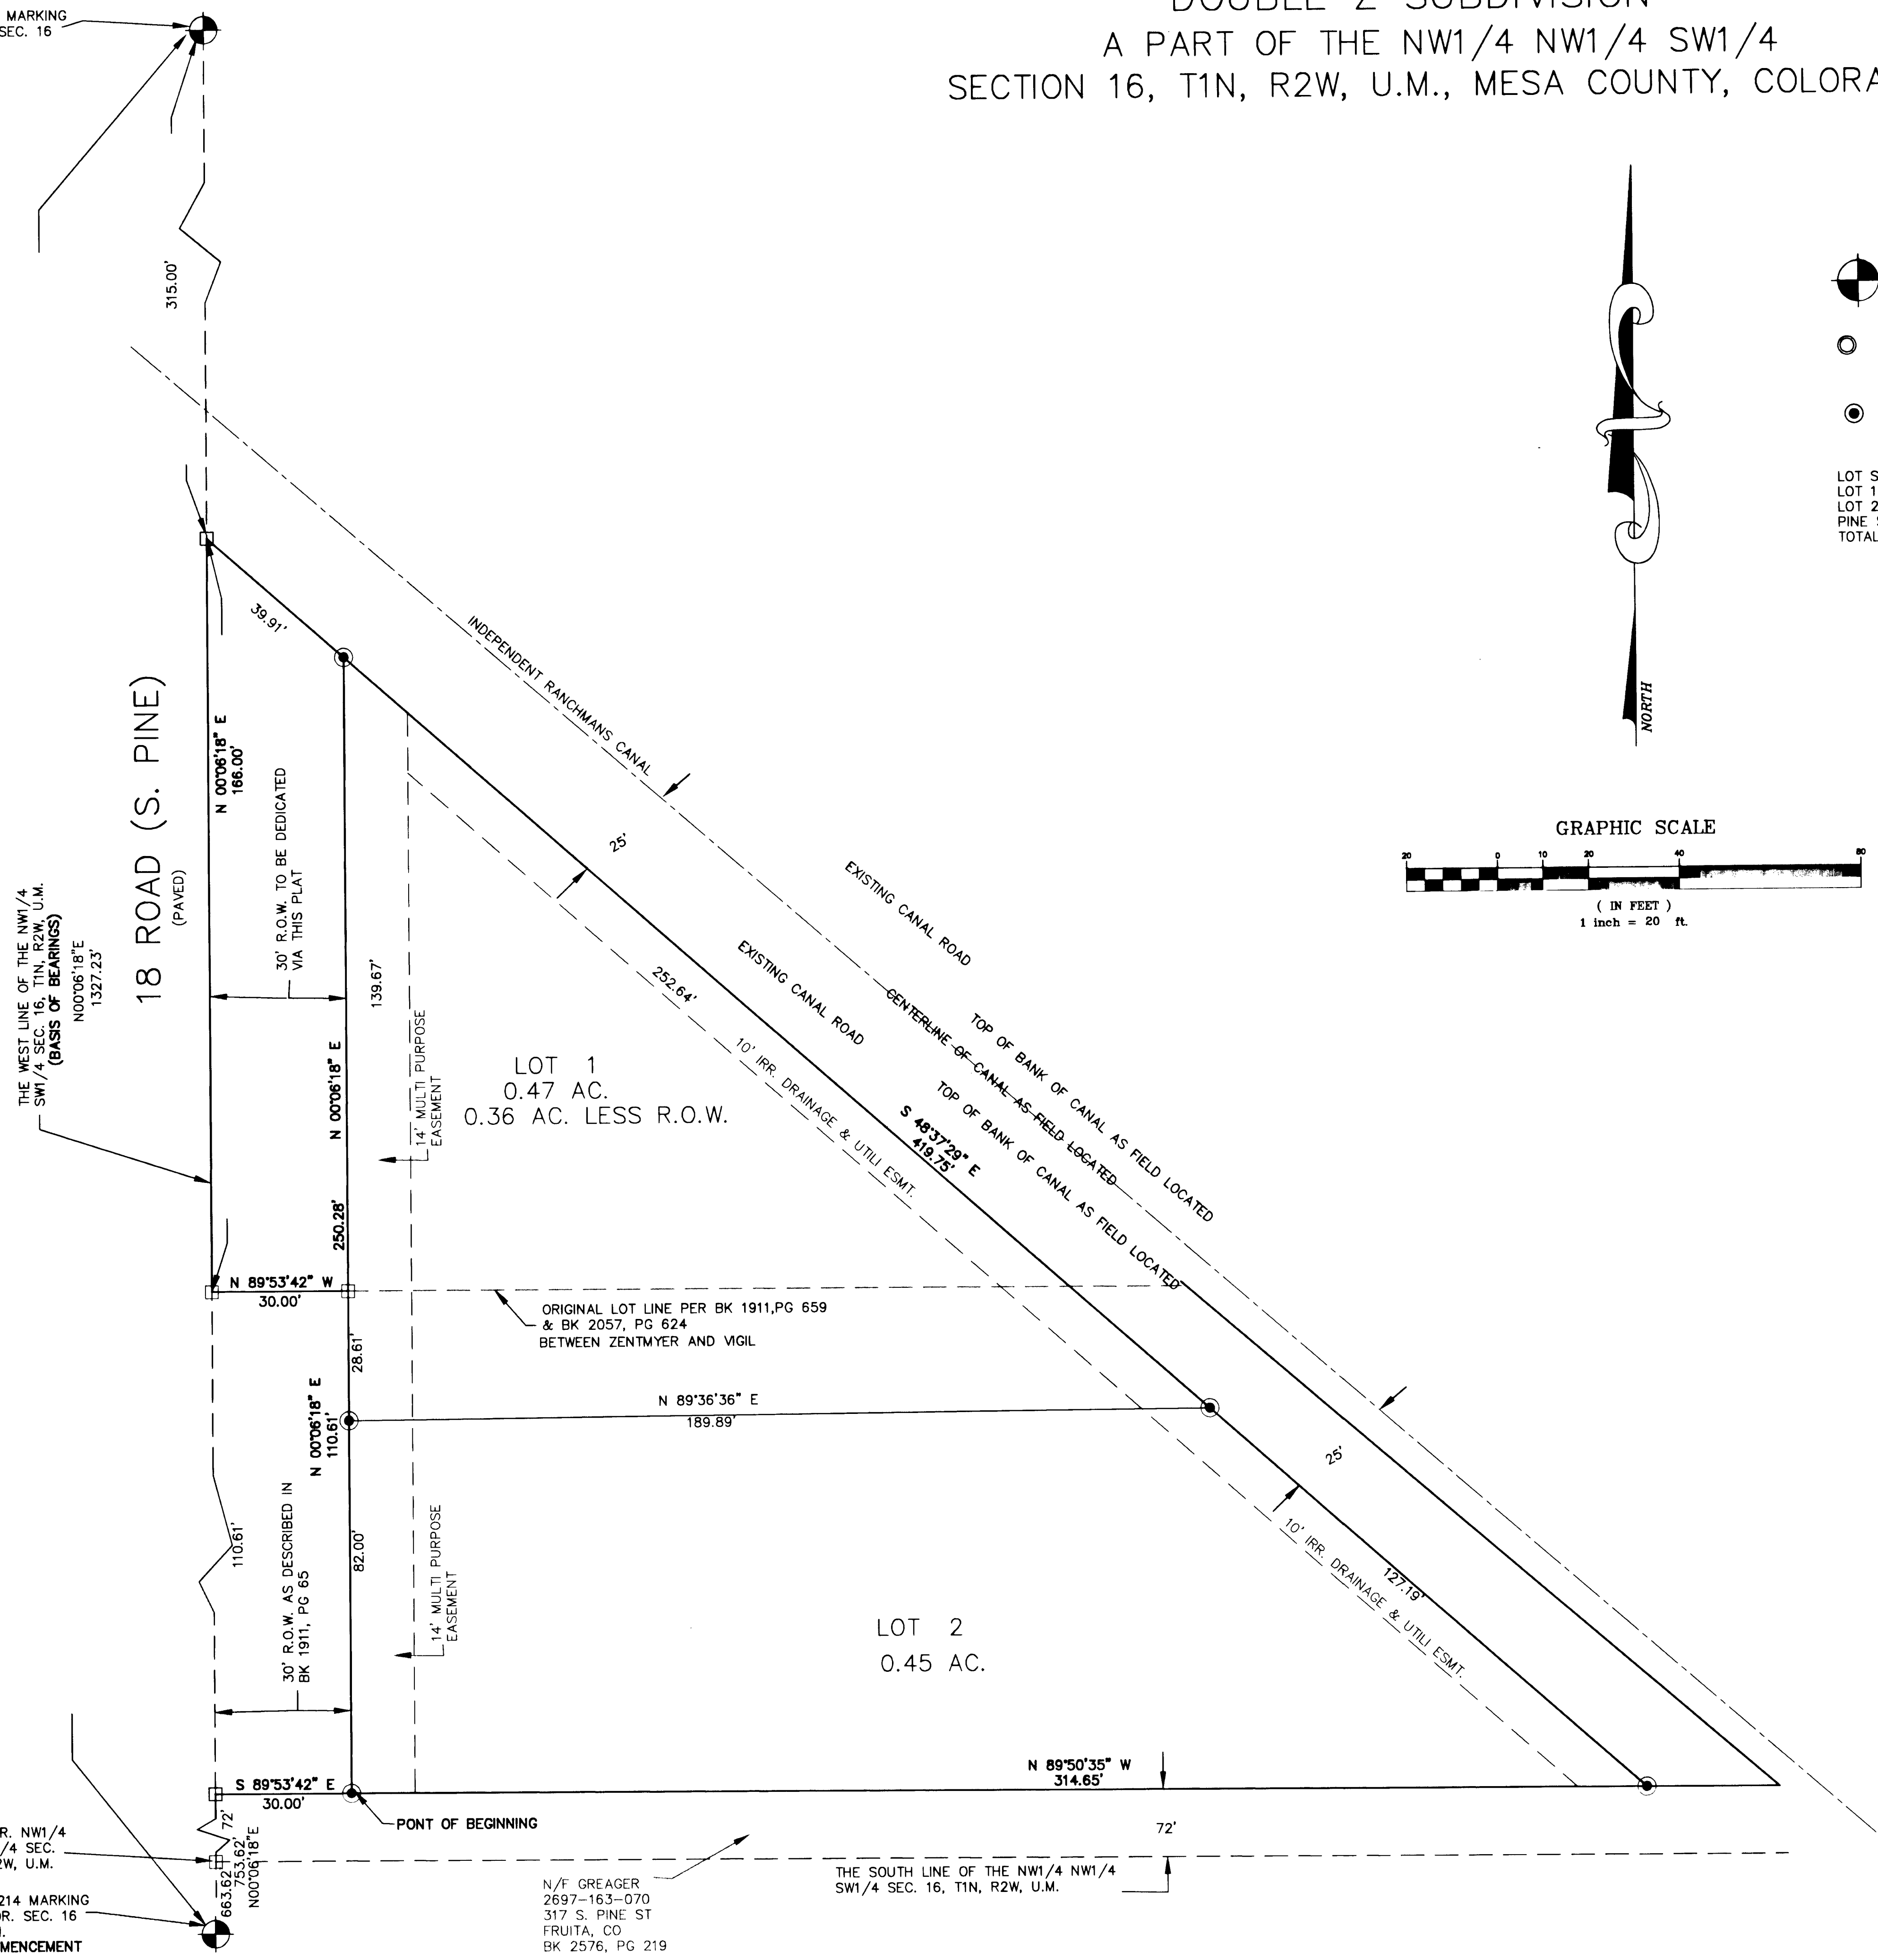 DOUBLE Z SUBDIVISION
A PART OF THE NW1/4 NW1/4 SW1/4
SECTION 16, T1N, R2W, U.M., MESA COUNTY, COLORA
MARKING
SEC. 16
315.00'
39.91'
INDEPENDENT RANCHMANS CANAL
18 ROAD (S. PINE)
(PAVED)
N 00°06'18" E
166.00'
30' R.O.W. TO BE DEDICATED
VIA THIS PLAT
THE WEST LINE OF THE NW1/4
SW1/4 SEC. 16, T1N, R2W, U.M.
(BASIS OF BEARINGS)
N00°06'18"E
1327.23'
139.67'
N 00°06'18" E
250.28'
14' MULTI PURPOSE
EASEMENT
LOT 1
0.47 AC.
0.36 AC. LESS R.O.W.
25'
252.64'
10' IRR. DRAINAGE & UTILI ESMT.
EXISTING CANAL ROAD
EXISTING CANAL ROAD
CENTERLINE OF CANAL AS FIELD LOCATED
TOP OF BANK OF CANAL AS FIELD LOCATED
TOP OF BANK OF CANAL AS FIELD LOCATED
S 48°37'29" E
419.75'
NORTH
LOT S
LOT 1
LOT 2
PINE
TOTAL
GRAPHIC SCALE
20 0 10 20 40 80
( IN FEET )
1 inch = 20 ft.
N 89°53'42" W
30.00'
ORIGINAL LOT LINE PER BK 1911,PG 659
& BK 2057, PG 624
BETWEEN ZENTMYER AND VIGIL
28.61'
N 00°06'18" E
110.61'
N 89°36'36" E
189.89'
25'
110.61'
30' R.O.W. AS DESCRIBED IN
BK 1911, PG 65
82.00'
14' MULTI PURPOSE
EASEMENT
LOT 2
0.45 AC.
127.19'
10' IRR. DRAINAGE & UTILI ESMT.
S 89°53'42" E
30.00'
N 89°50'35" W
314.65'
PONT OF BEGINNING
72'
72'
663.62'
753.62'
N00°06'18"E
R. NW1/4
/4 SEC.
2W, U.M.
214 MARKING
OR. SEC. 16
MENCEMENT
N/F GREAGER
2697-163-070
317 S. PINE ST
FRUITA, CO
BK 2576, PG 219
THE SOUTH LINE OF THE NW1/4 NW1/4
SW1/4 SEC. 16, T1N, R2W, U.M.